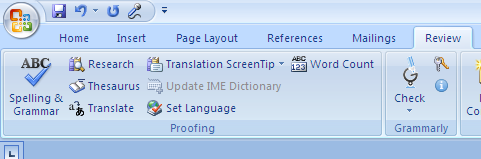 Home Insert Page Layout References Mailings Review
ABC Research Translation ScreenTip ABC 123 Word Count
Spelling & Grammar Thesaurus Update IME Dictionary Check
Translate Set Language
Proofing Grammarly
L